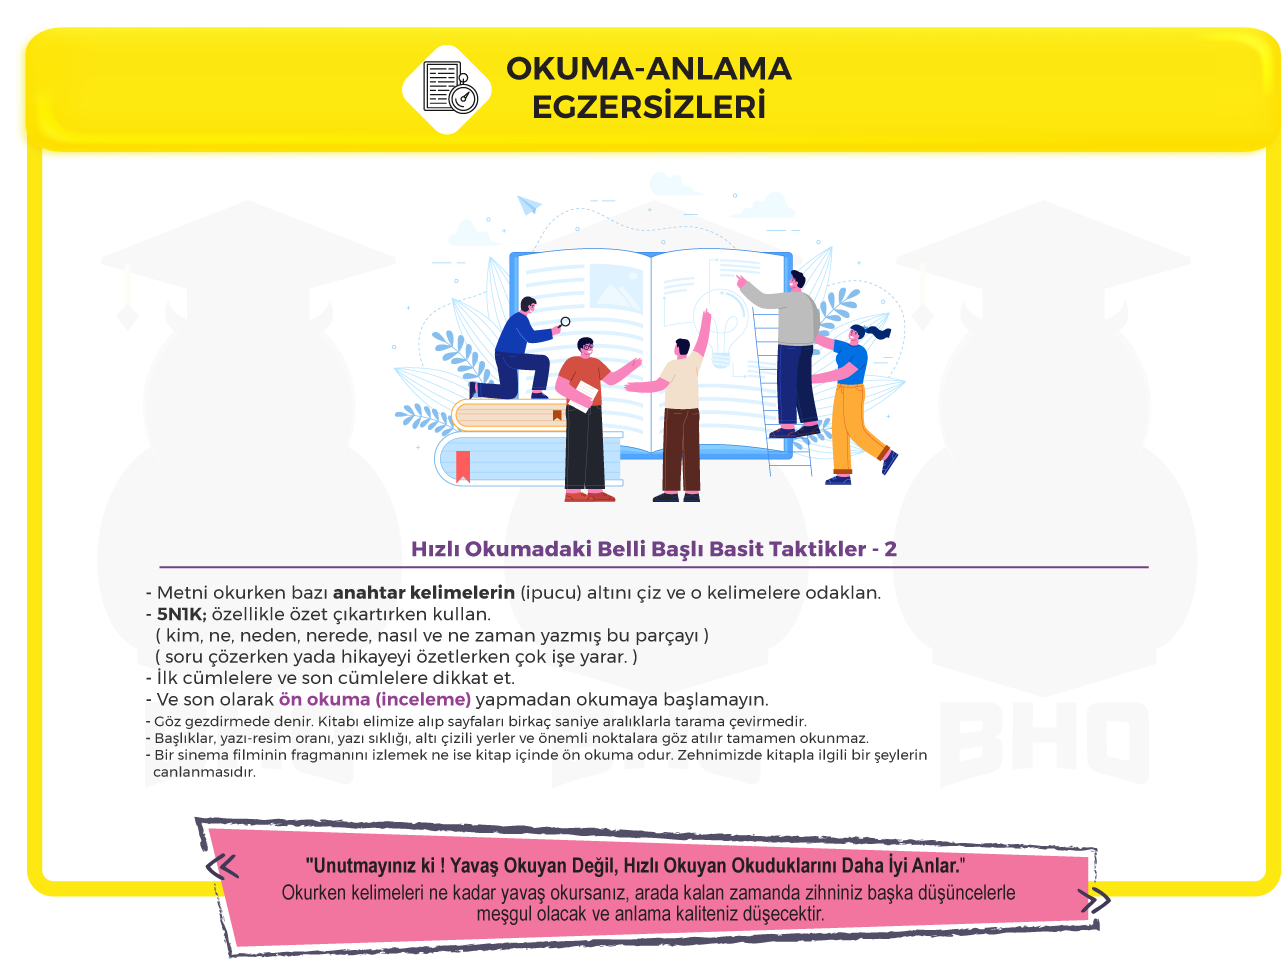 OKUMA-ANLAMA
EGZERSİZLERİ
Hızlı Okumadaki Belli Başlı Basit Taktikler - 2
- Metni okurken bazı anahtar kelimelerin (ipucu) altını çiz ve o kelimelere odaklan.
- 5N1K; özellikle özet çıkartırken kullan.
( kim, ne, neden, nerede, nasıl ve ne zaman yazmış bu parçayı )
( soru çözerken yada hikayeyi özetlerken çok işe yarar. )
- İlk cümlelere ve son cümlelere dikkat et.
- Ve son olarak ön okuma (inceleme) yapmadan okumaya başlamayın.
- Göz gezdirmede denir. Kitabı elimize alıp sayfaları birkaç saniye aralıklarla tarama çevirmedir.
- Başlıklar, yazı-resim oranı, yazı sıklığı, altı çizili yerler ve önemli noktalara göz atılır tamamen okunmaz.
- Bir sinema filminin fragmanını izlemek ne ise kitap içinde ön okuma odur. Zehnimizde kitapla ilgili bir şeylerin
canlanmasıdır.
BHO
"Unutmayınız ki ! Yavaş Okuyan Değil, Hızlı Okuyan Okuduklarını Daha İyi Anlar."
Okurken kelimeleri ne kadar yavaş okursanız, arada kalan zamanda zihniniz başka düşüncelerle
meşgul olacak ve anlama kaliteniz düşecektir.